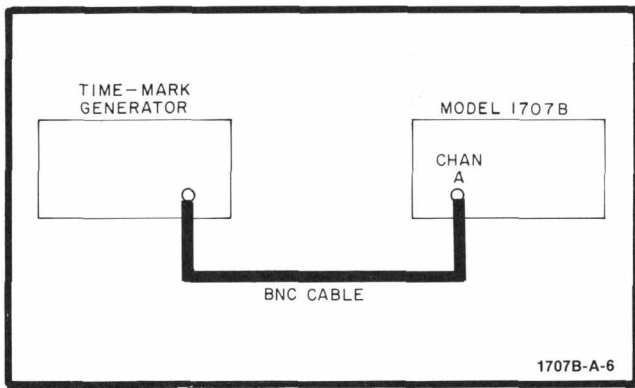 TIME-MARK
GENERATOR
MODEL 1707B
CHAN
A
BNC CABLE
1707B-A-6